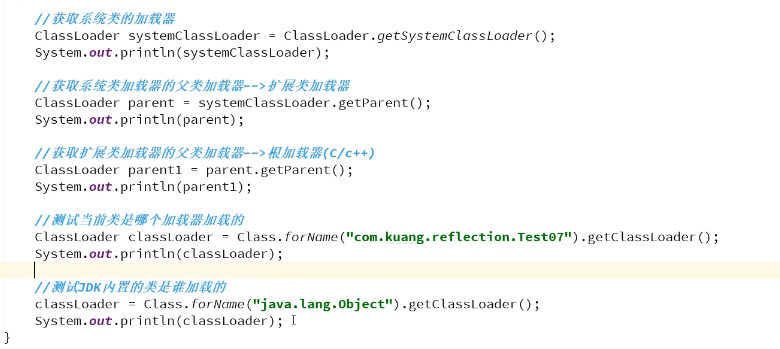 //获取系统类的加载器
ClassLoader systemClassLoader = ClassLoader.getSystemClassLoader();
System.out.println(systemClassLoader);
//获取系统类加载器的父类加载器-->扩展类加载器
ClassLoader parent = systemClassLoader.getParent();
System.out.println(parent);
//获取扩展类加载器的父类加载器-->根加载器(C/c++)
ClassLoader parent1 = parent.getParent();
System.out.println(parent1);
//测试当前类是哪个加载器加载的
ClassLoader classLoader = Class.forName("com.kuang.reflection.Test07").getClassLoader();
System.out.println(classLoader);
//测试JDK内置的类是谁加载的
classLoader = Class.forName("java.lang.Object").getClassLoader();
System.out.println(classLoader);
}